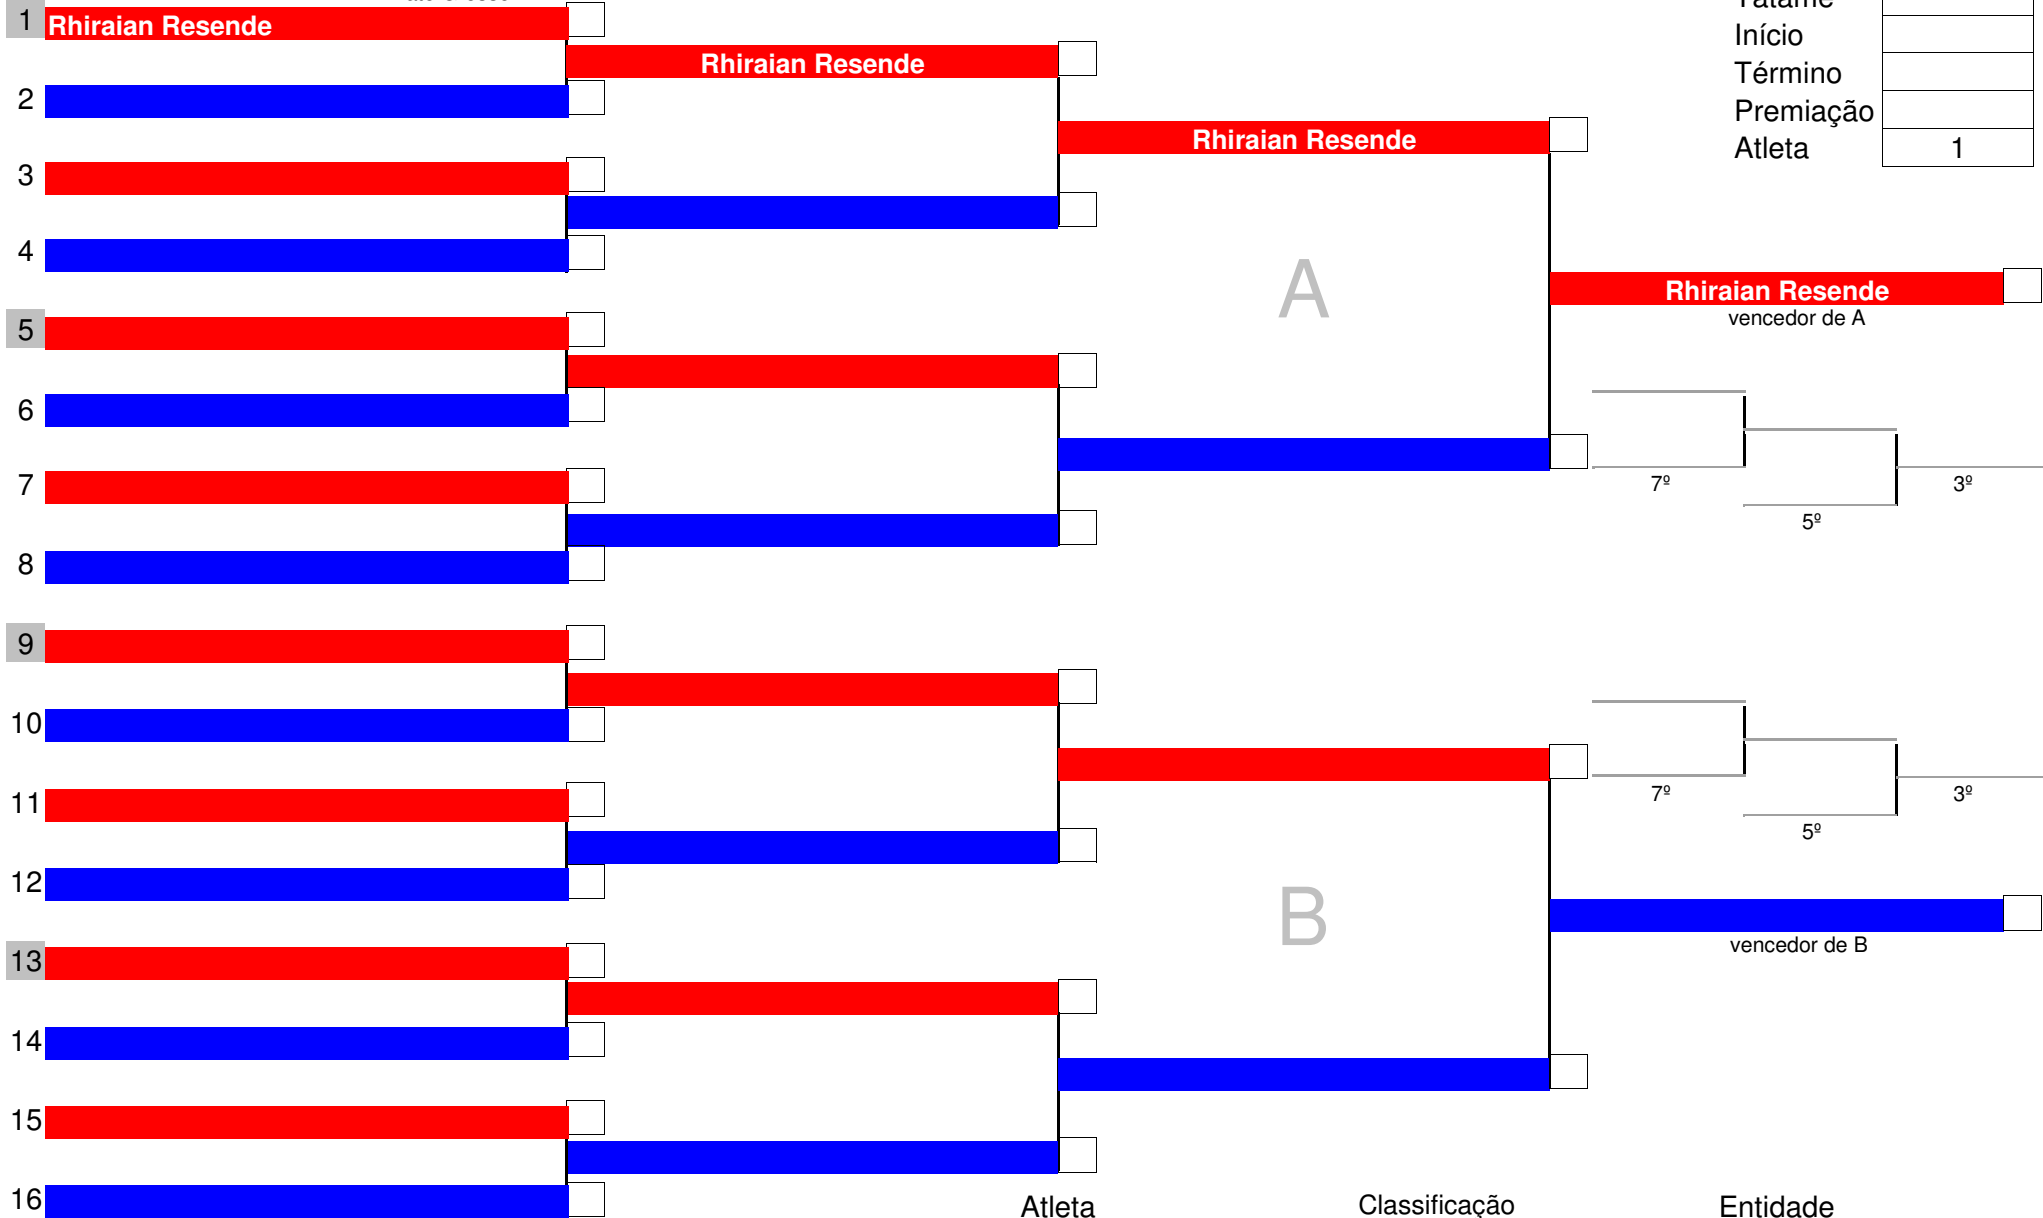 Início
Término
Premiação
Atleta 1
1 Rhiraian Resende
Rhiraian Resende
2
Rhiraian Resende
3
4
A
Rhiraian Resende
vencedor de A
5
6
7
7º
3º
5º
8
9
10
11
7º
3º
5º
12
B
vencedor de B
13
14
15
16
Atleta Classificação Entidade